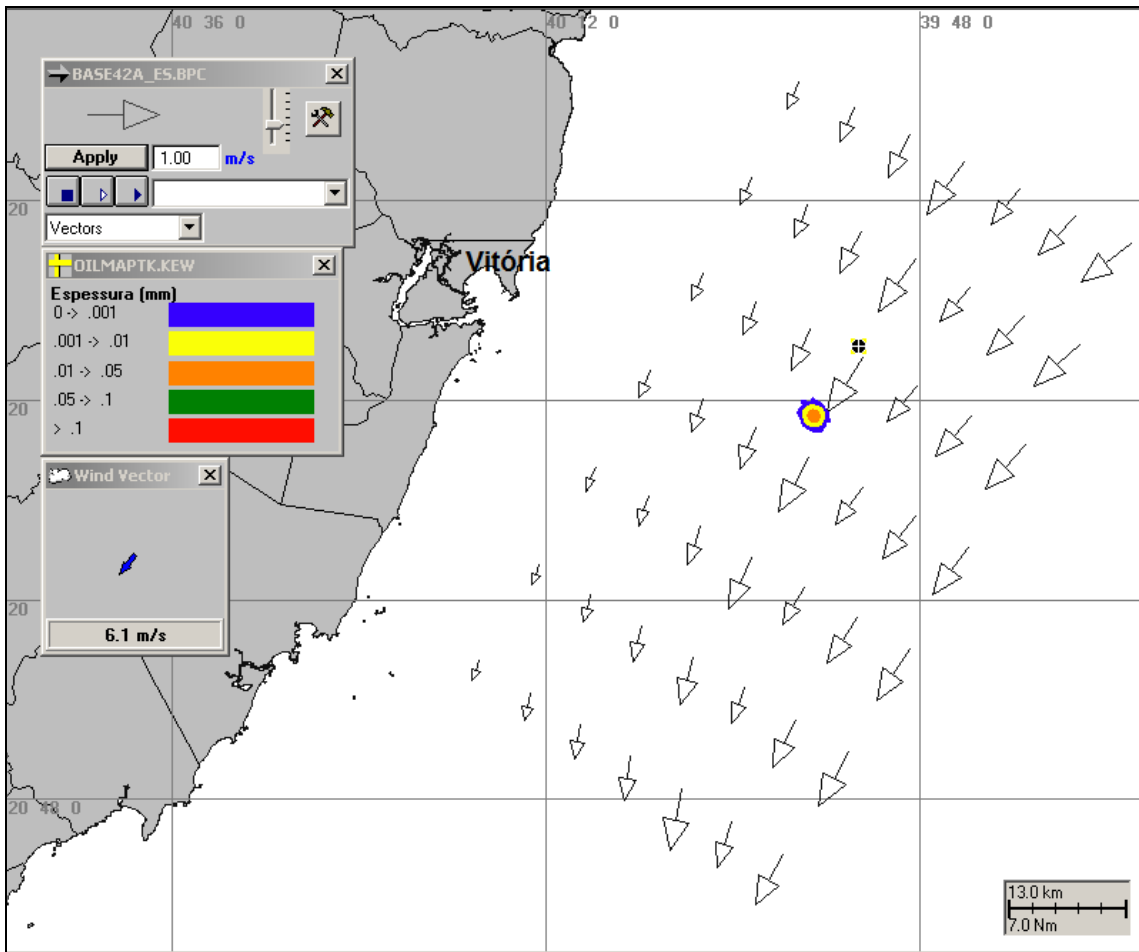 40 36 0
40 12 0
39 48 0
BASE42A_ES.BPC
Apply
1.00
m/s
20
Vectors
Vitória
OILMAPTK.KEW
Espessura (mm)
0 -> .001
.001 -> .01
.01 -> .05
.05 -> .1
> .1
20
Wind Vector
20
6.1 m/s
20 48 0
13.0 km
7.0 Nm